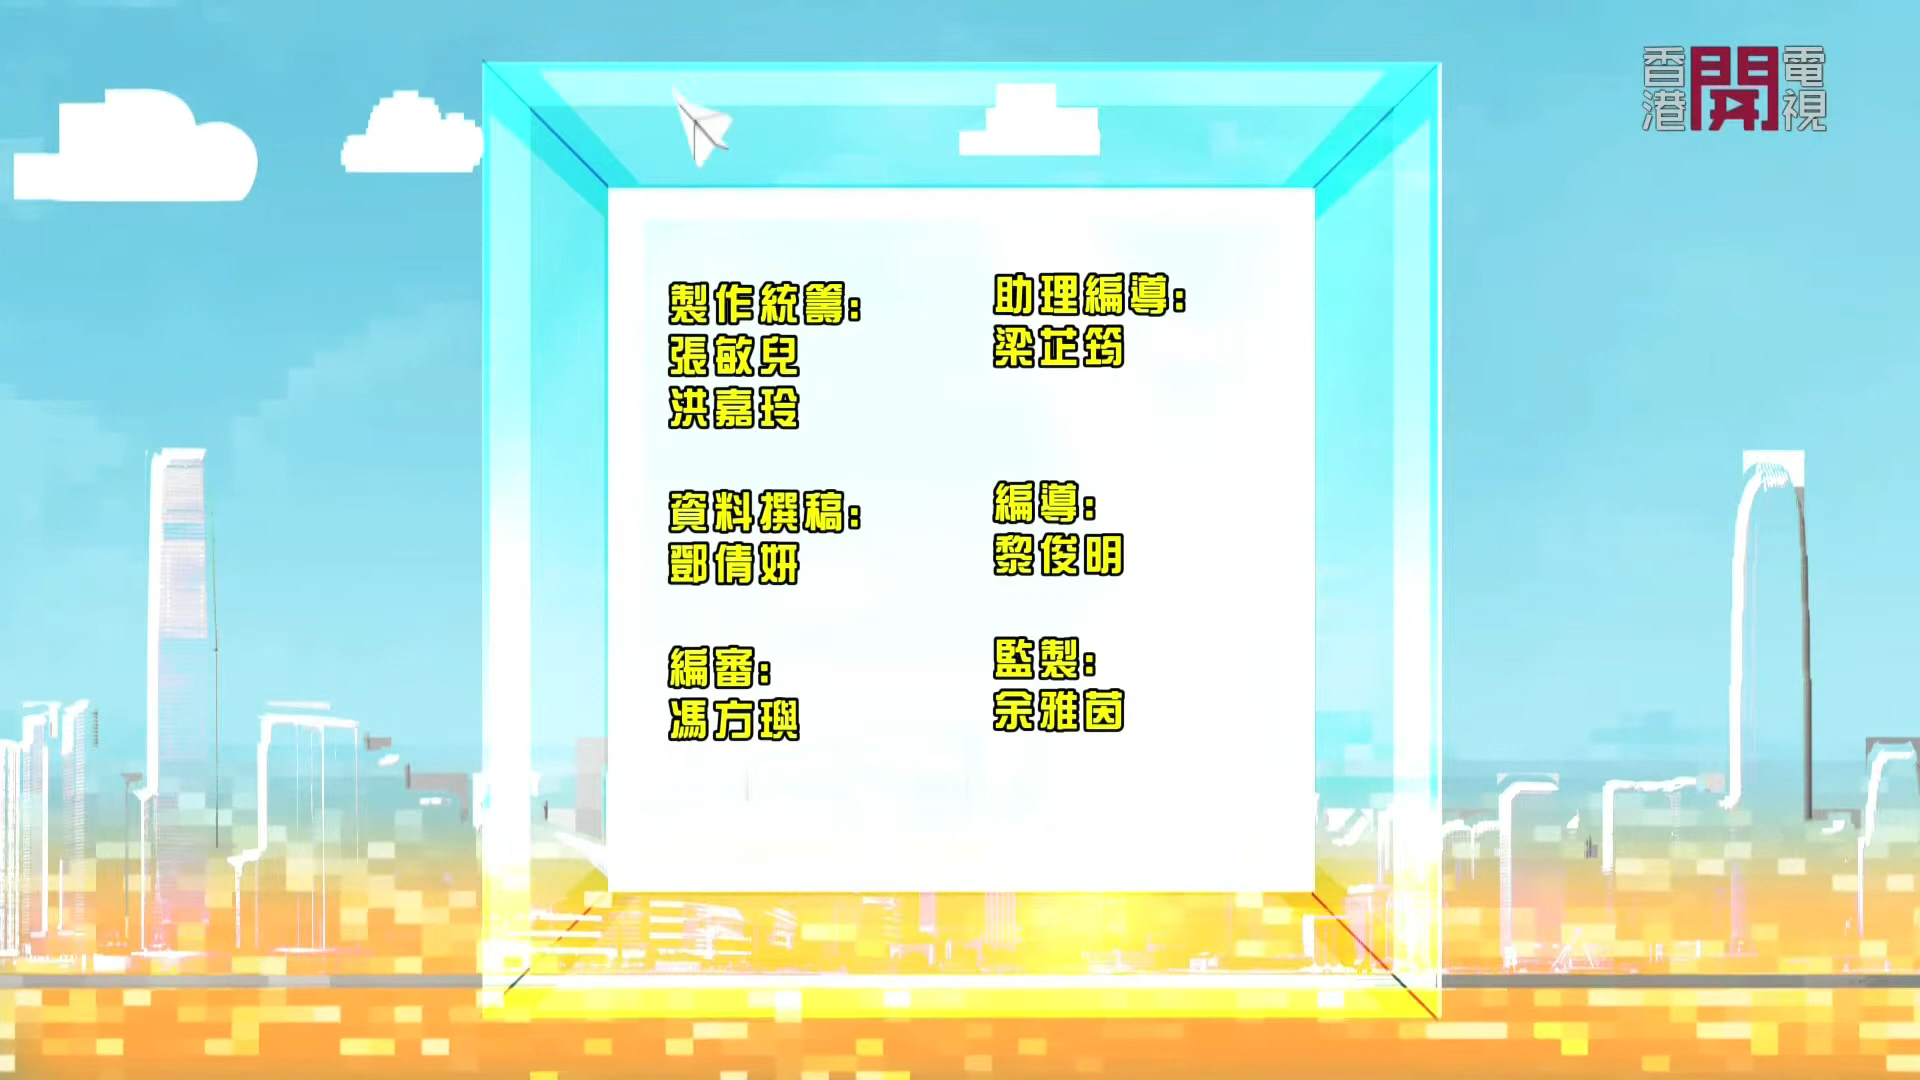 香港開電視
製作統籌:
張敏兒
洪嘉玲
資料撰稿:
鄧倩妍
編審:
馮方璵
助理編導:
梁芷筠
編導:
黎俊明
監製:
余雅茵